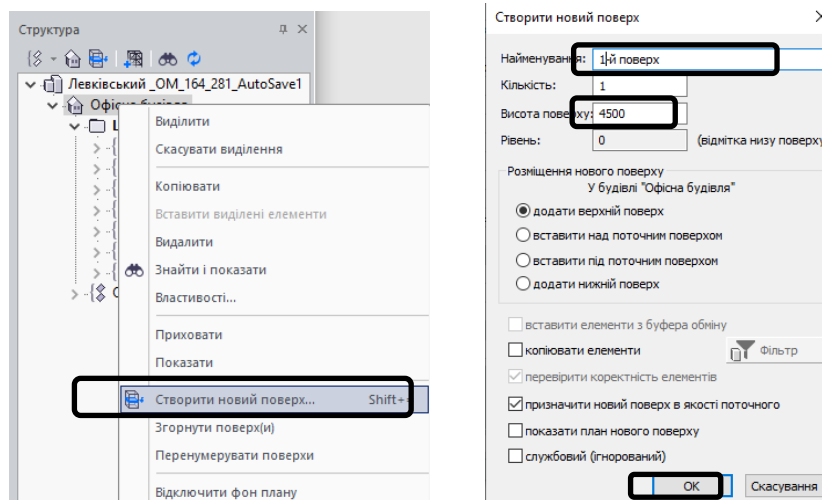 Структура
Левківський _ОМ_164_281_AutoSave1
Виділити
Скасувати виділення
Копіювати
Вставити виділені елементи
Видалити
Знайти і показати
Властивості...
Приховати
Показати
Створити новий поверх... Shift+
Згорнути поверх(и)
Перенумерувати поверхи
Відключити фон плану
Створити новий поверх
Найменування: 1-й поверх
Кількість: 1
Висота поверху: 4500
Рівень: 0 (відмітка низу поверху
Розміщення нового поверху
У будівлі "Офісна будівля"
додати верхній поверх
вставити над поточним поверхом
вставити під поточним поверхом
додати нижній поверх
вставити елементи з буфера обміну
копіювати елементи Фільтр
перевірити коректність елементів
призначити новий поверх в якості поточного
показати план нового поверху
службовий (ігнорований)
ОК Скасування